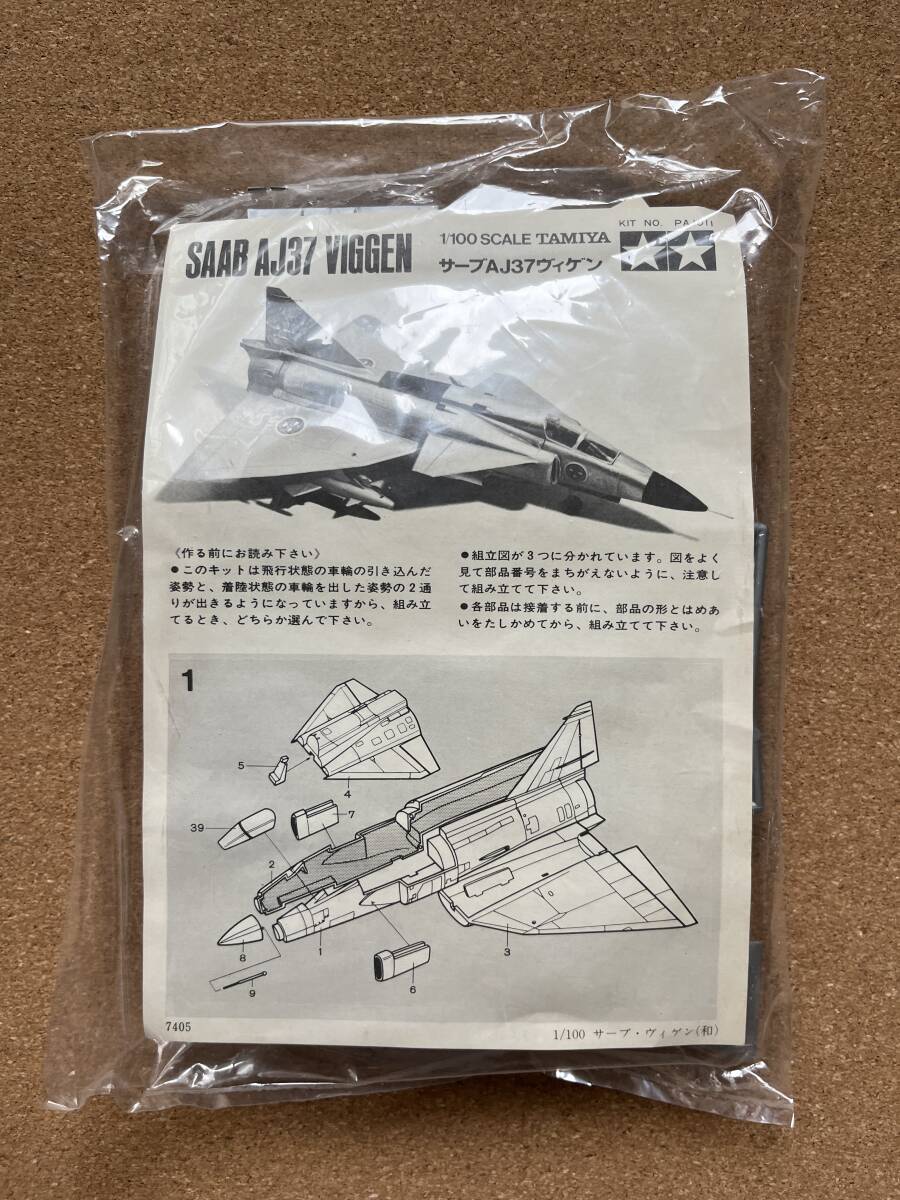 SAAB AJ37 VIGGEN
1/100 SCALE TAMIYA
サーブAJ37ヴィゲン
KIT NO. PA1011
《作る前にお読み下さい》
●このキットは飛行状態の車輪の引き込んだ
姿勢と、着陸状態の車輪を出した姿勢の2通
りが出きるようになっていますから、組み立
てるとき、どちらか選んで下さい。
●組立図が3つに分かれています。図をよく
見て部品番号をまちがえないように、注意し
て組み立てて下さい。
●各部品は接着する前に、部品の形とはめあ
いをたしかめてから、組み立てて下さい。
1
5
4
39
7
2
8
1
3
9
6
7405
1/100 サーブ・ヴィゲン(和)